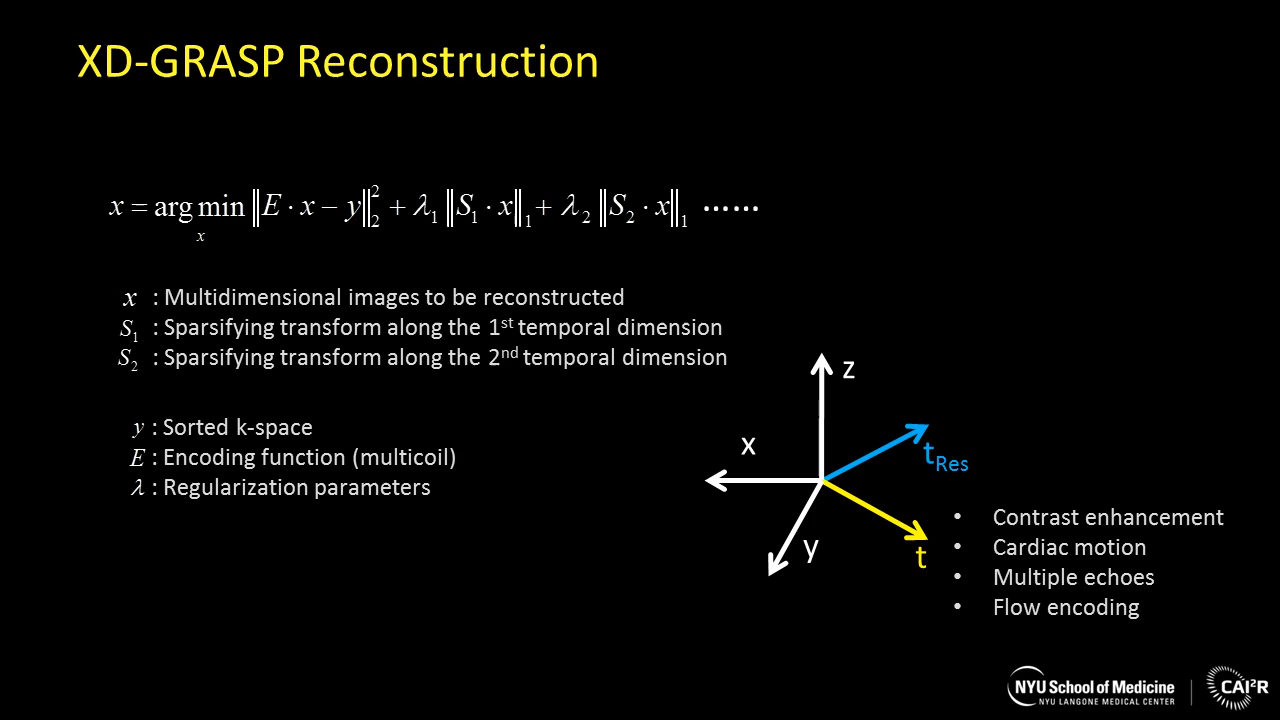 XD-GRASP Reconstruction
x = arg min ‖E · x − y‖₂² + λ₁ ‖S₁ · x‖₁ + λ₂ ‖S₂ · x‖₁ ······
x
x : Multidimensional images to be reconstructed
S₁ : Sparsifying transform along the 1st temporal dimension
S₂ : Sparsifying transform along the 2nd temporal dimension
y : Sorted k-space
E : Encoding function (multicoil)
λ : Regularization parameters
z
x
tRes
y
t
• Contrast enhancement
• Cardiac motion
• Multiple echoes
• Flow encoding
NYU School of Medicine
NYU LANGONE MEDICAL CENTER
CAI²R